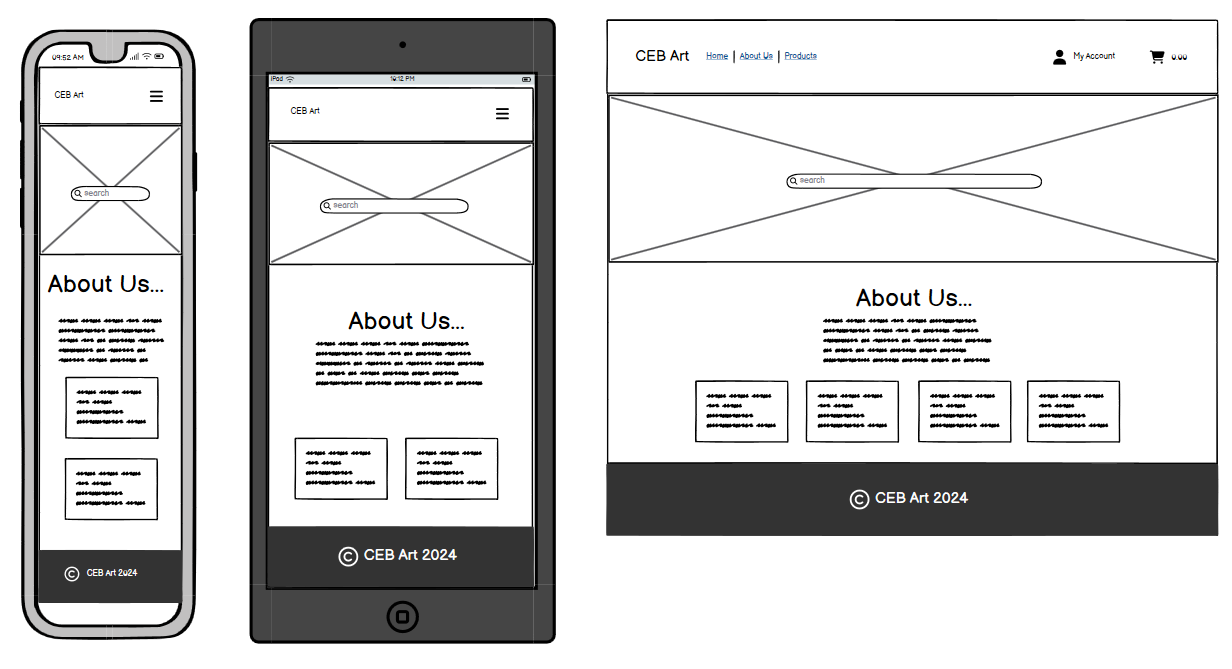 09:52 AM
CEB Art
search
About Us...
© CEB Art 2024
iPad
10:12 PM
CEB Art
search
About Us...
© CEB Art 2024
CEB Art Home | About Us | Products My Account 0.00
search
About Us...
© CEB Art 2024